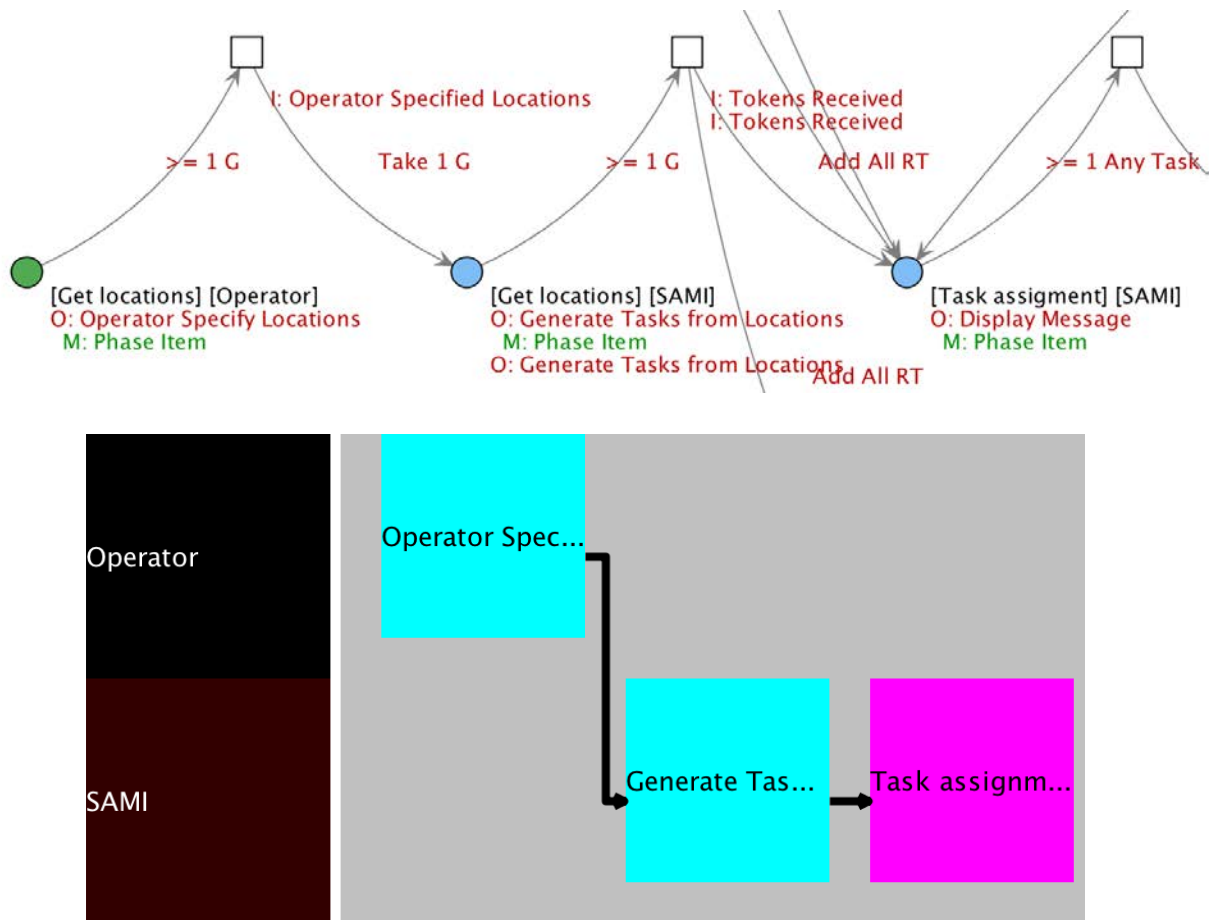 I: Operator Specified Locations
I: Tokens Received
I: Tokens Received
>= 1 G
Take 1 G
>= 1 G
Add All RT
>= 1 Any Task
[Get locations] [Operator]
O: Operator Specify Locations
M: Phase Item
[Get locations] [SAMI]
O: Generate Tasks from Locations
M: Phase Item
O: Generate Tasks from Locations
Add All RT
[Task assigment] [SAMI]
O: Display Message
M: Phase Item
Operator
Operator Spec...
SAMI
Generate Tas...
Task assignm...